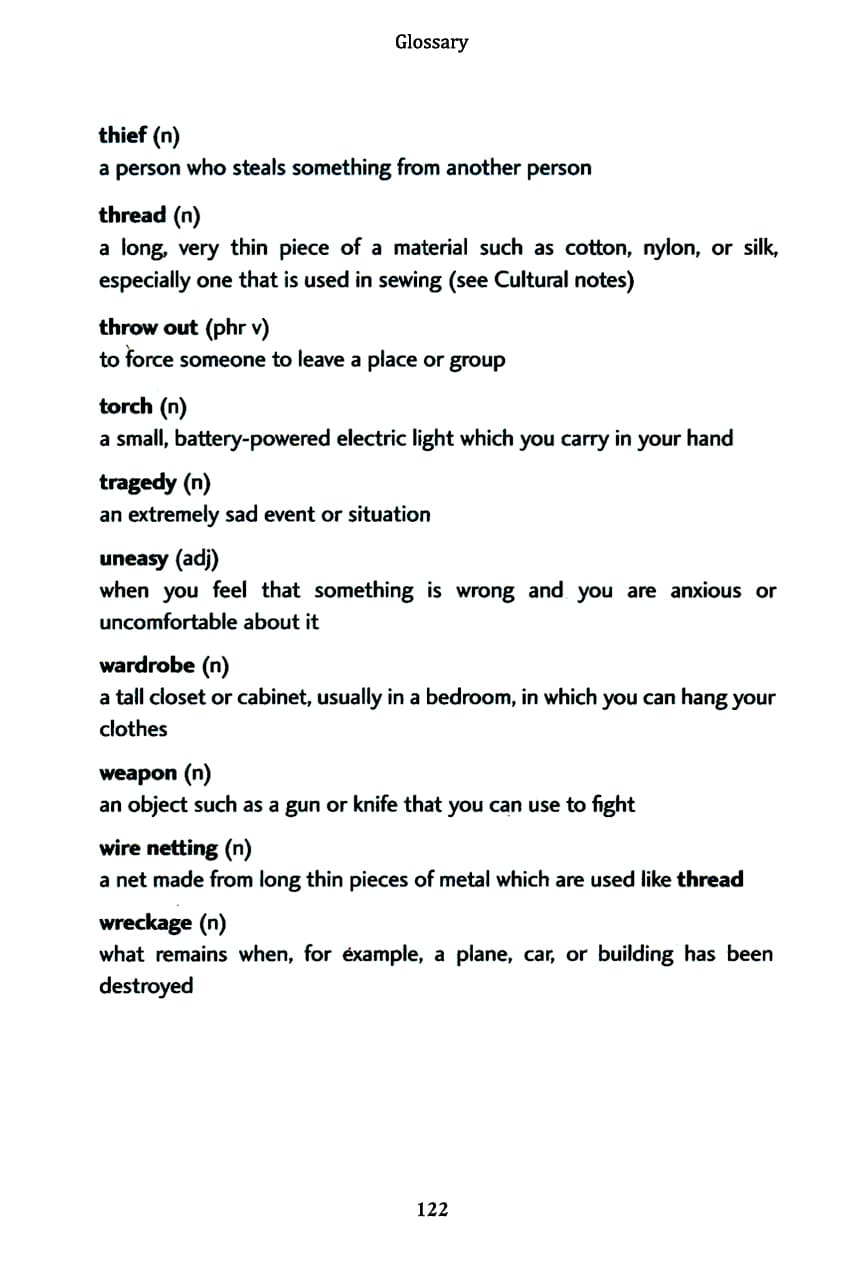 Glossary
thief (n)
a person who steals something from another person
thread (n)
a long, very thin piece of a material such as cotton, nylon, or silk,
especially one that is used in sewing (see Cultural notes)
throw out (phr v)
to force someone to leave a place or group
torch (n)
a small, battery-powered electric light which you carry in your hand
tragedy (n)
an extremely sad event or situation
uneasy (adj)
when you feel that something is wrong and you are anxious or
uncomfortable about it
wardrobe (n)
a tall closet or cabinet, usually in a bedroom, in which you can hang your
clothes
weapon (n)
an object such as a gun or knife that you can use to fight
wire netting (n)
a net made from long thin pieces of metal which are used like thread
wreckage (n)
what remains when, for example, a plane, car, or building has been
destroyed
122